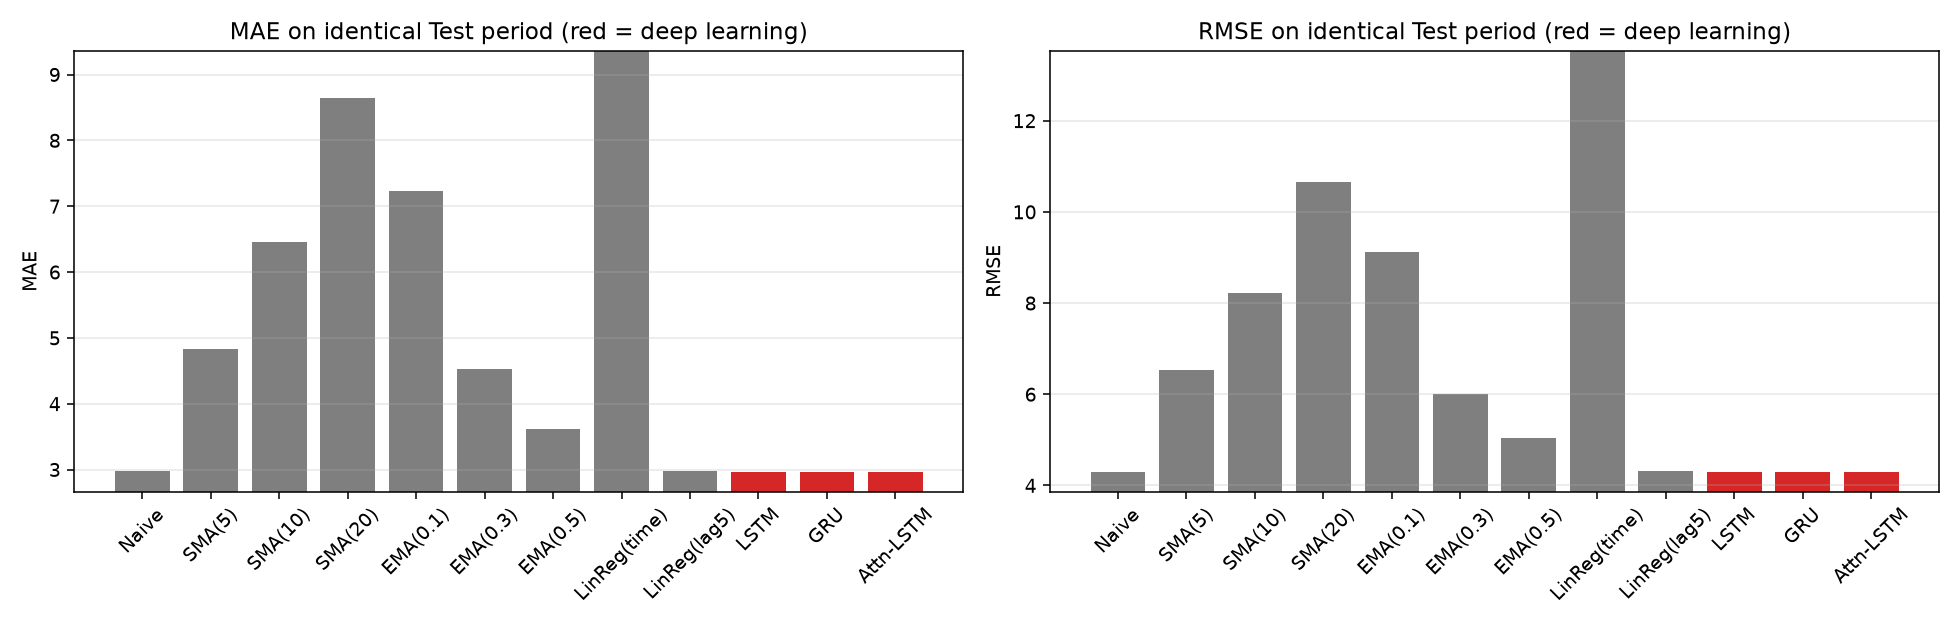 MAE on identical Test period (red = deep learning)
9
8
7
6
5
4
3
MAE
Naive
SMA(5)
SMA(10)
SMA(20)
EMA(0.1)
EMA(0.3)
EMA(0.5)
LinReg(time)
LinReg(lag5)
LSTM
GRU
Attn-LSTM
RMSE on identical Test period (red = deep learning)
12
10
8
6
4
RMSE
Naive
SMA(5)
SMA(10)
SMA(20)
EMA(0.1)
EMA(0.3)
EMA(0.5)
LinReg(time)
LinReg(lag5)
LSTM
GRU
Attn-LSTM